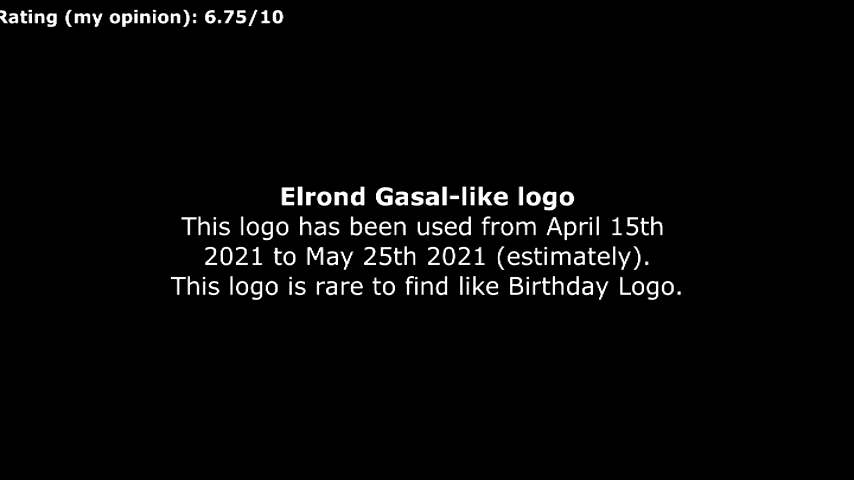 Rating (my opinion): 6.75/10
Elrond Gasal-like logo
This logo has been used from April 15th
2021 to May 25th 2021 (estimately).
This logo is rare to find like Birthday Logo.